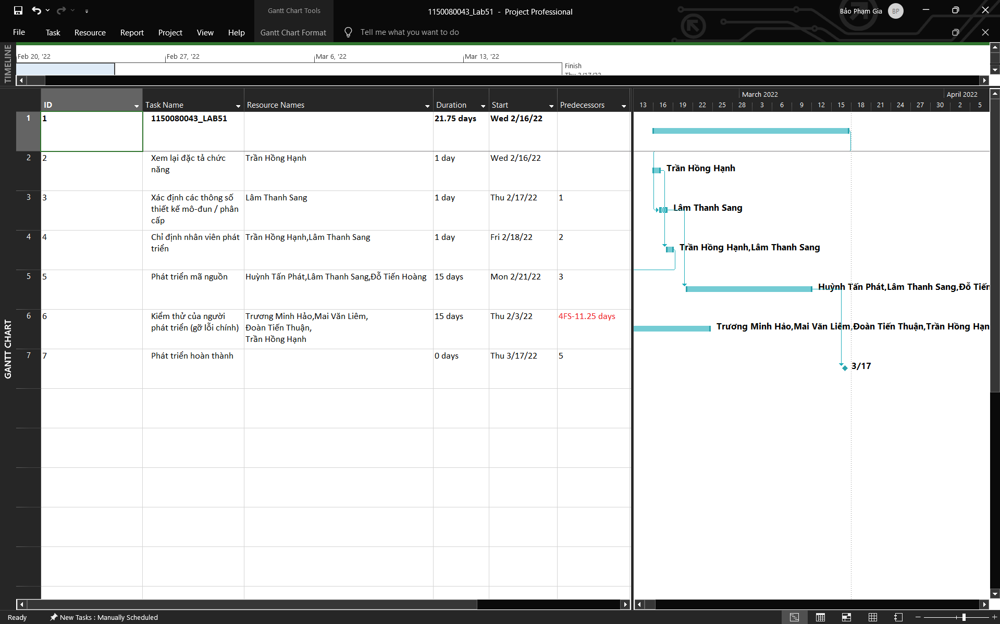 Gantt Chart Tools
1150080043_Lab51 - Project Professional
Bảo Phạm Gia BP
File Task Resource Report Project View Help Gantt Chart Format Tell me what you want to do
TIMELINE
Feb 20, '22 Feb 27, '22 Mar 6, '22 Mar 13, '22
Finish
Thu 3/17/22
GANTT CHART
ID Task Name Resource Names Duration Start Predecessors
March 2022 April 2022
13 16 19 22 25 28 3 6 9 12 15 18 21 24 27 30 2 5
1 1 1150080043_LAB51 21.75 days Wed 2/16/22
2 2 Xem lại đặc tả chức năng Trần Hồng Hạnh 1 day Wed 2/16/22
Trần Hồng Hạnh
3 3 Xác định các thông số thiết kế mô-đun / phân cấp Lâm Thanh Sang 1 day Thu 2/17/22 1
Lâm Thanh Sang
4 4 Chỉ định nhân viên phát triển Trần Hồng Hạnh,Lâm Thanh Sang 1 day Fri 2/18/22 2
Trần Hồng Hạnh,Lâm Thanh Sang
5 5 Phát triển mã nguồn Huỳnh Tấn Phát,Lâm Thanh Sang,Đỗ Tiến Hoàng 15 days Mon 2/21/22 3
Huỳnh Tấn Phát,Lâm Thanh Sang,Đỗ Tiến
6 6 Kiểm thử của người phát triển (gỡ lỗi chính) Trương Minh Hảo,Mai Văn Liêm,Đoàn Tiến Thuận,Trần Hồng Hạnh 15 days Thu 2/3/22 4FS-11.25 days
Trương Minh Hảo,Mai Văn Liêm,Đoàn Tiến Thuận,Trần Hồng Hạn
7 7 Phát triển hoàn thành 0 days Thu 3/17/22 5
3/17
Ready New Tasks : Manually Scheduled